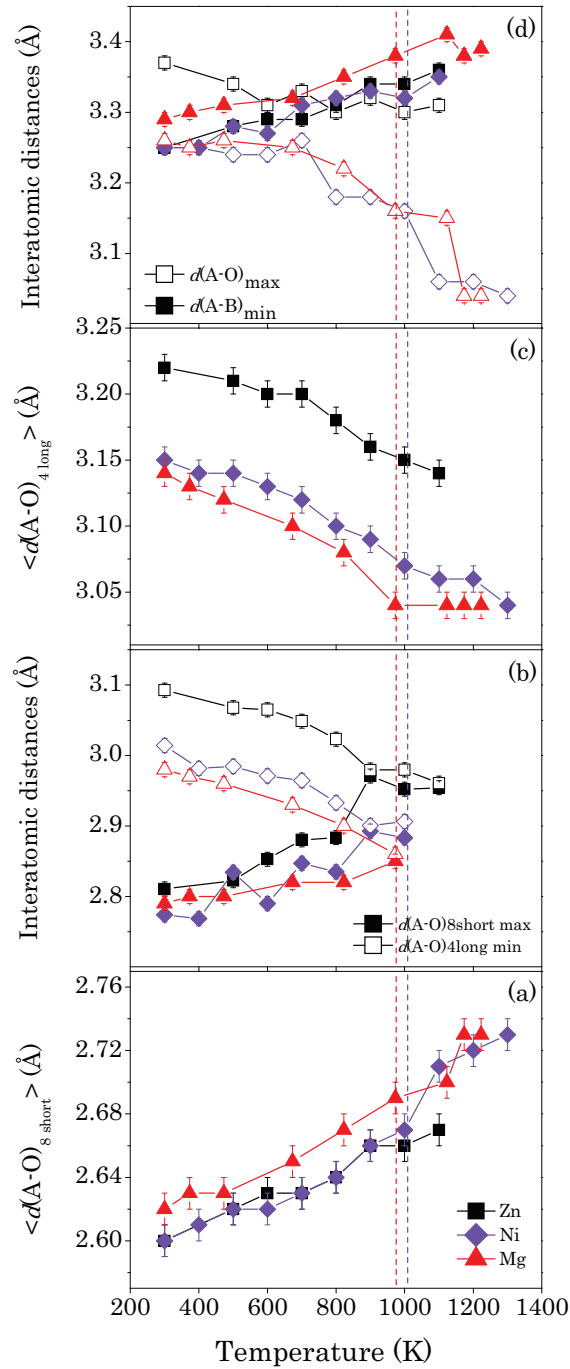 (d)
3.4
3.3
3.2
3.1
Interatomic distances (Å)
d(A-O)max
d(A-B)min
(c)
3.25
3.20
3.15
3.10
3.05
<d(A-O)4 long> (Å)
(b)
3.1
3.0
2.9
2.8
Interatomic distances (Å)
d(A-O)8short max
d(A-O)4long min
(a)
2.76
2.72
2.68
2.64
2.60
<d(A-O)8 short> (Å)
Zn
Ni
Mg
200 400 600 800 1000 1200 1400
Temperature (K)